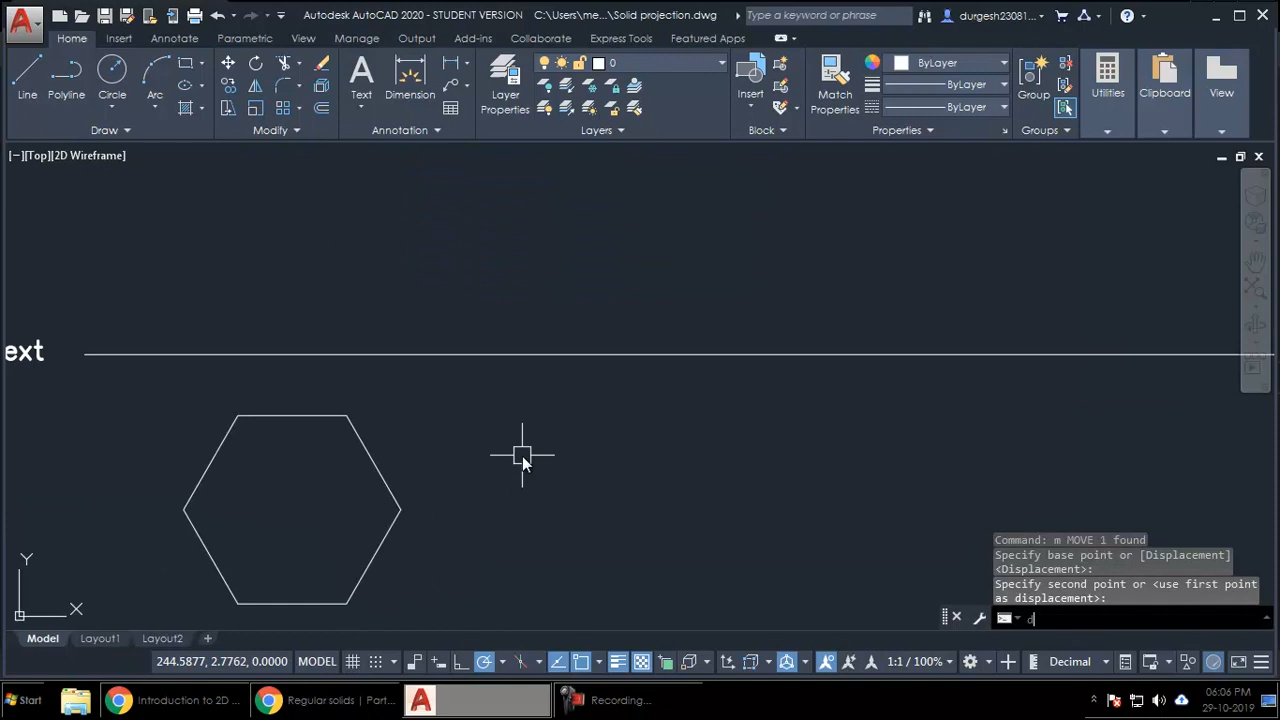 Autodesk AutoCAD 2020 - STUDENT VERSION C:\Users\me...\Solid projection.dwg Type a keyword or phrase durgesh23081...
Home Insert Annotate Parametric View Manage Output Add-ins Collaborate Express Tools Featured Apps
0 ByLayer
ByLayer
ByLayer
Line Polyline Circle Arc Text Dimension Layer Properties Insert Match Properties Group Utilities Clipboard View
Draw Modify Annotation Layers Block Properties Groups
[−][Top][2D Wireframe]
ext
Command: m MOVE 1 found
Specify base point or [Displacement]
<Displacement>:
Specify second point or <use first point
as displacement>:
d
Y
X
Model Layout1 Layout2 +
244.5877, 2.7762, 0.0000 MODEL 1:1 / 100% Decimal
Start Introduction to 2D ... Regular solids | Part... Recording... 06:06 PM
29-10-2019